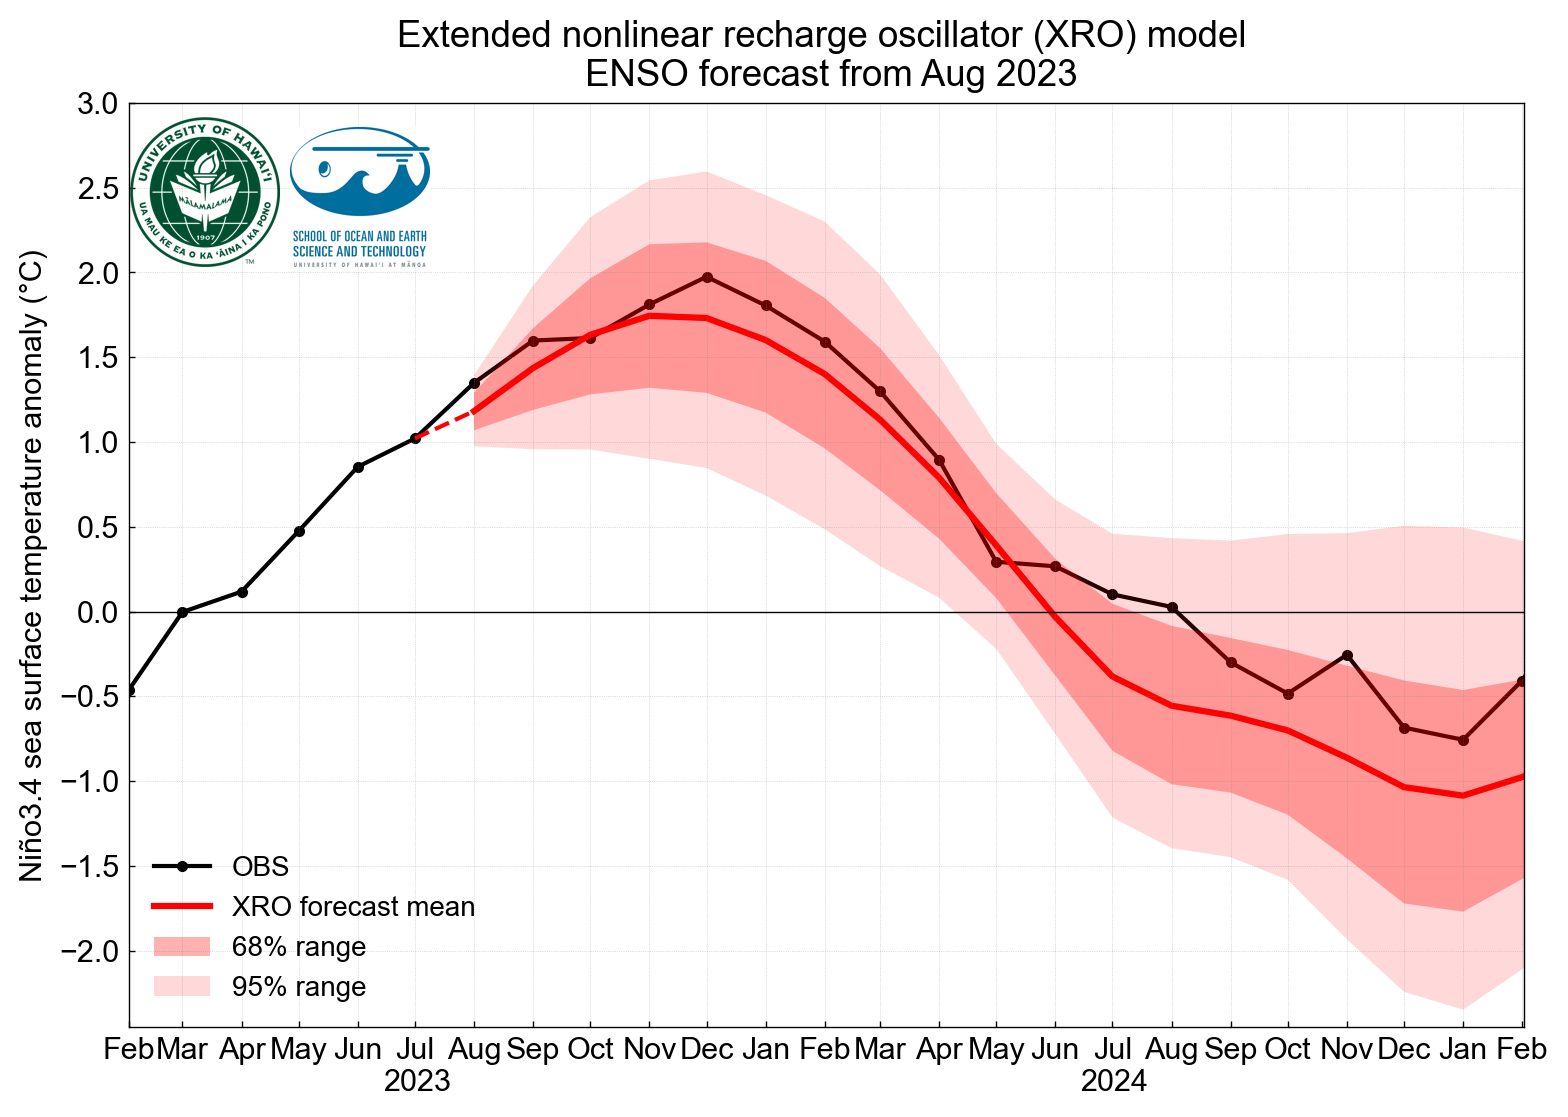 Extended nonlinear recharge oscillator (XRO) model
ENSO forecast from Aug 2023
UNIVERSITY OF HAWAIʻI
MĀLAMALAMA
1907
UA MAU KE EA O KA ʻĀINA I KA PONO
TM
SCHOOL OF OCEAN AND EARTH
SCIENCE AND TECHNOLOGY
UNIVERSITY OF HAWAIʻI AT MĀNOA
Niño3.4 sea surface temperature anomaly (°C)
3.0
2.5
2.0
1.5
1.0
0.5
0.0
−0.5
−1.0
−1.5
−2.0
OBS
XRO forecast mean
68% range
95% range
Feb Mar Apr May Jun Jul Aug Sep Oct Nov Dec Jan Feb Mar Apr May Jun Jul Aug Sep Oct Nov Dec Jan Feb
2023 2024